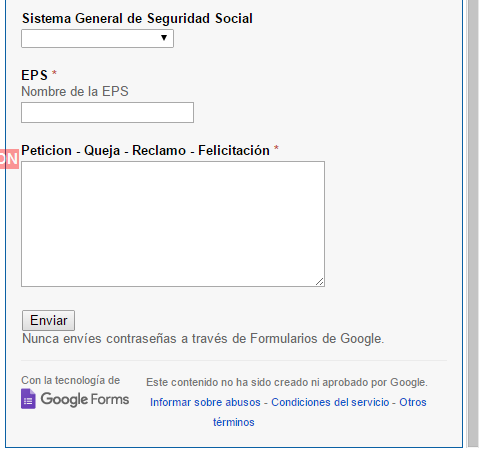 Sistema General de Seguridad Social
EPS *
Nombre de la EPS
Peticion - Queja - Reclamo - Felicitación *
ON
Enviar
Nunca envíes contraseñas a través de Formularios de Google.
Con la tecnología de
Google Forms
Este contenido no ha sido creado ni aprobado por Google.
Informar sobre abusos - Condiciones del servicio - Otros
términos